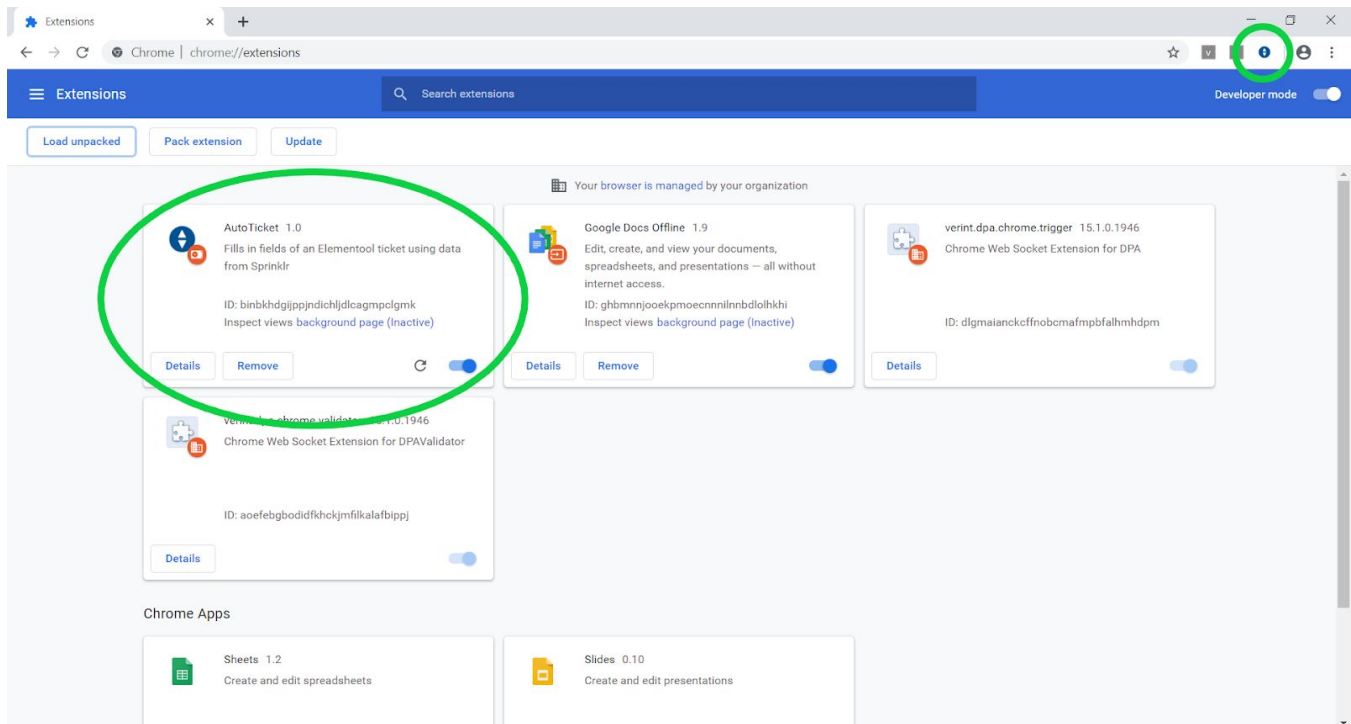 Extensions
Chrome | chrome://extensions
V
Extensions
Search extensions
Developer mode
Load unpacked
Pack extension
Update
Your browser is managed by your organization
AutoTicket 1.0
Fills in fields of an Elementool ticket using data
from Sprinklr
ID: binbkhdgijppjndichljdlcagmpclgmk
Inspect views background page (Inactive)
Details
Remove
Google Docs Offline 1.9
Edit, create, and view your documents,
spreadsheets, and presentations — all without
internet access.
ID: ghbmnnjooekpmoecnnnilnnbdlolhkhi
Inspect views background page (Inactive)
Details
Remove
verint.dpa.chrome.trigger 15.1.0.1946
Chrome Web Socket Extension for DPA
ID: dlgmaianckcffnobcmafmpbfalhmhdpm
Details
Chrome Web Socket Extension for DPAValidator
ID: aoefebgbodidfkhckjmfilkalafbippj
Details
Chrome Apps
Sheets 1.2
Create and edit spreadsheets
Slides 0.10
Create and edit presentations